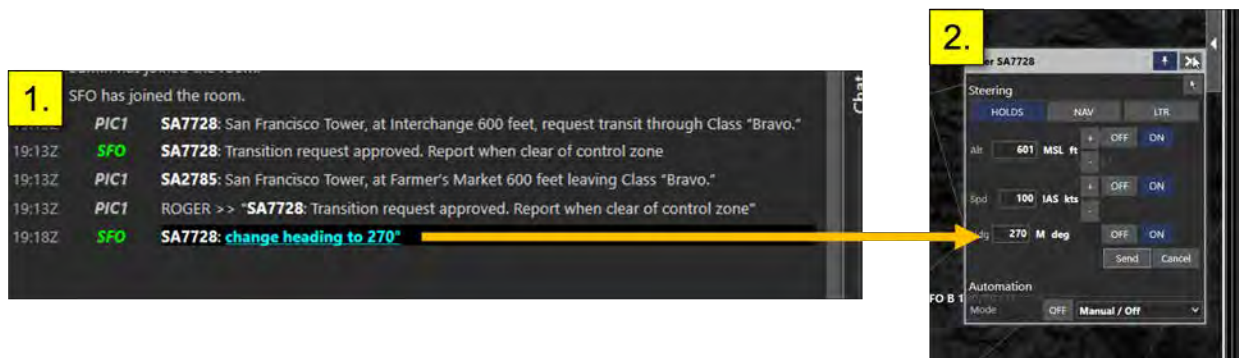 1.
SFO has joined the room.
PIC1 SA7728: San Francisco Tower, at Interchange 600 feet, request transit through Class "Bravo."
19:13Z SFO SA7728: Transition request approved. Report when clear of control zone
19:13Z PIC1 SA2785: San Francisco Tower, at Farmer's Market 600 feet leaving Class "Bravo."
19:13Z PIC1 ROGER >> "SA7728: Transition request approved. Report when clear of control zone"
19:18Z SFO SA7728: change heading to 270°
Chat
2.
SA7728
Steering
HOLDS NAV LTR
Alt 601 MSL ft + - OFF ON
Spd 100 IAS kts + - OFF ON
270 M deg OFF ON
Send Cancel
Automation
Mode OFF Manual / Off
FO B 1